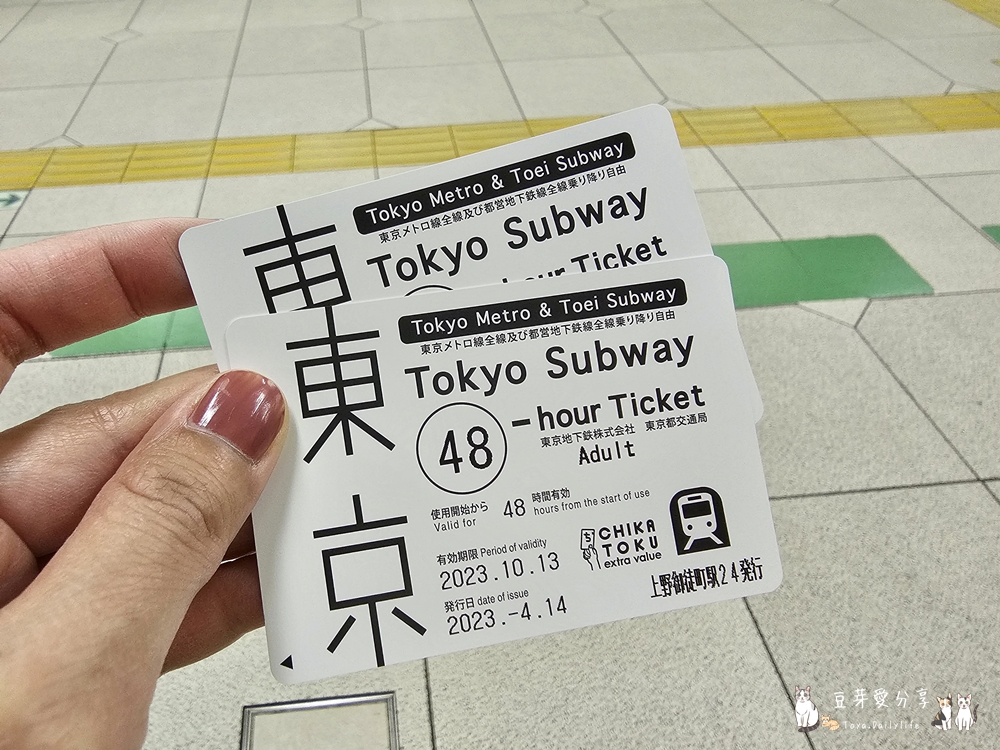 Tokyo Metro & Toei Subway
東京メトロ線全線及び都営地下鉄線全線乗り降り自由
Tokyo Subway
-hour Ticket
東
Tokyo Metro & Toei Subway
東京メトロ線全線及び都営地下鉄線全線乗り降り自由
Tokyo Subway
48-hour Ticket
東京地下鉄株式会社 東京都交通局
Adult
東京
使用開始から 48 時間有効
Valid for hours from the start of use
有効期限 Period of validity
2023.10.13
発行日 date of issue
2023.-4.14
ち CHIKA
TOKU
extra value
上野御徒町駅24発行
豆芽愛分享
Tora.Dailylife